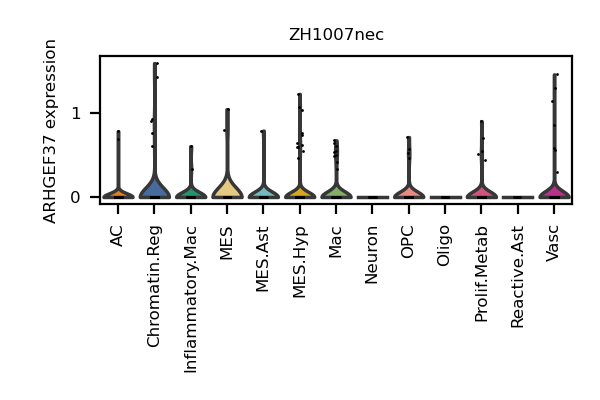 ZH1007nec
ARHGEF37 expression
1
0
AC
Chromatin.Reg
Inflammatory.Mac
MES
MES.Ast
MES.Hyp
Mac
Neuron
OPC
Oligo
Prolif.Metab
Reactive.Ast
Vasc